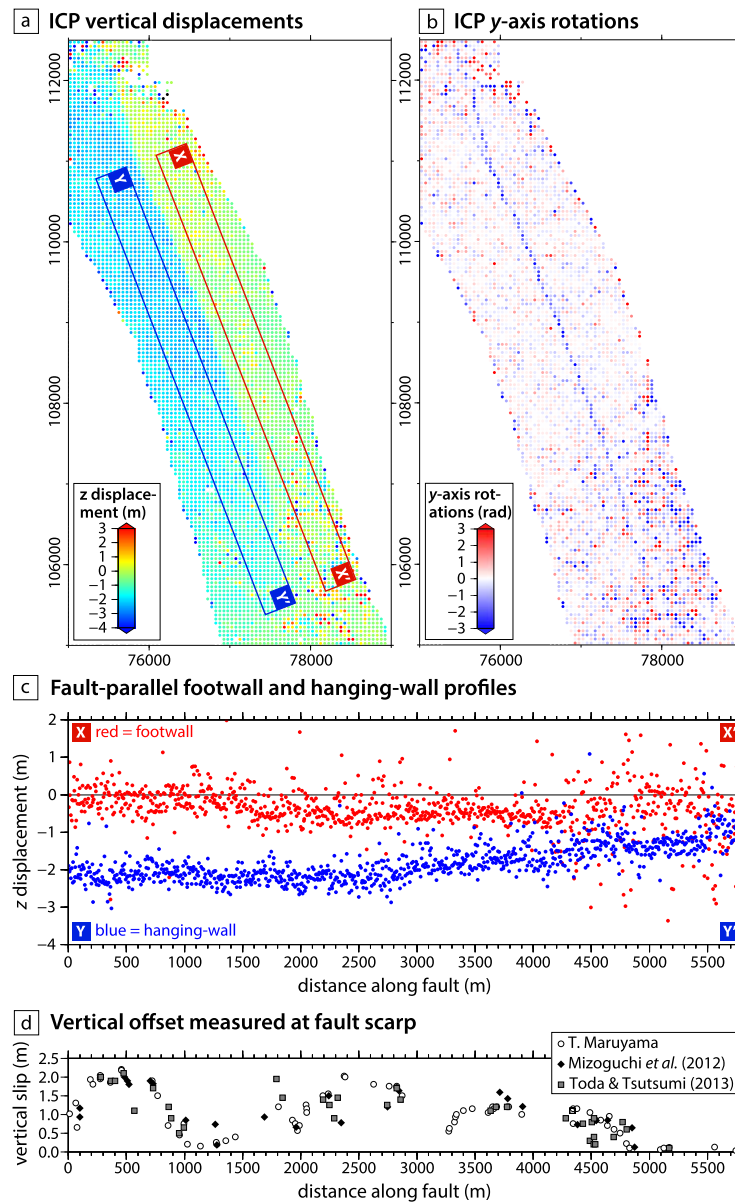 a ICP vertical displacements
b ICP y-axis rotations
112000
110000
108000
106000
X
Y
X'
Y'
z displace-
ment (m)
3
2
1
0
−1
−2
−3
−4
76000
78000
112000
110000
108000
106000
y-axis rot-
ations (rad)
3
2
1
0
−1
−2
−3
76000
78000
c Fault-parallel footwall and hanging-wall profiles
z displacement (m)
2
1
0
−1
−2
−3
−4
X red = footwall
X'
Y blue = hanging-wall
Y'
0 500 1000 1500 2000 2500 3000 3500 4000 4500 5000 5500
distance along fault (m)
d Vertical offset measured at fault scarp
T. Maruyama
Mizoguchi et al. (2012)
Toda & Tsutsumi (2013)
vertical slip (m)
2.5
2.0
1.5
1.0
0.5
0.0
0 500 1000 1500 2000 2500 3000 3500 4000 4500 5000 5500
distance along fault (m)